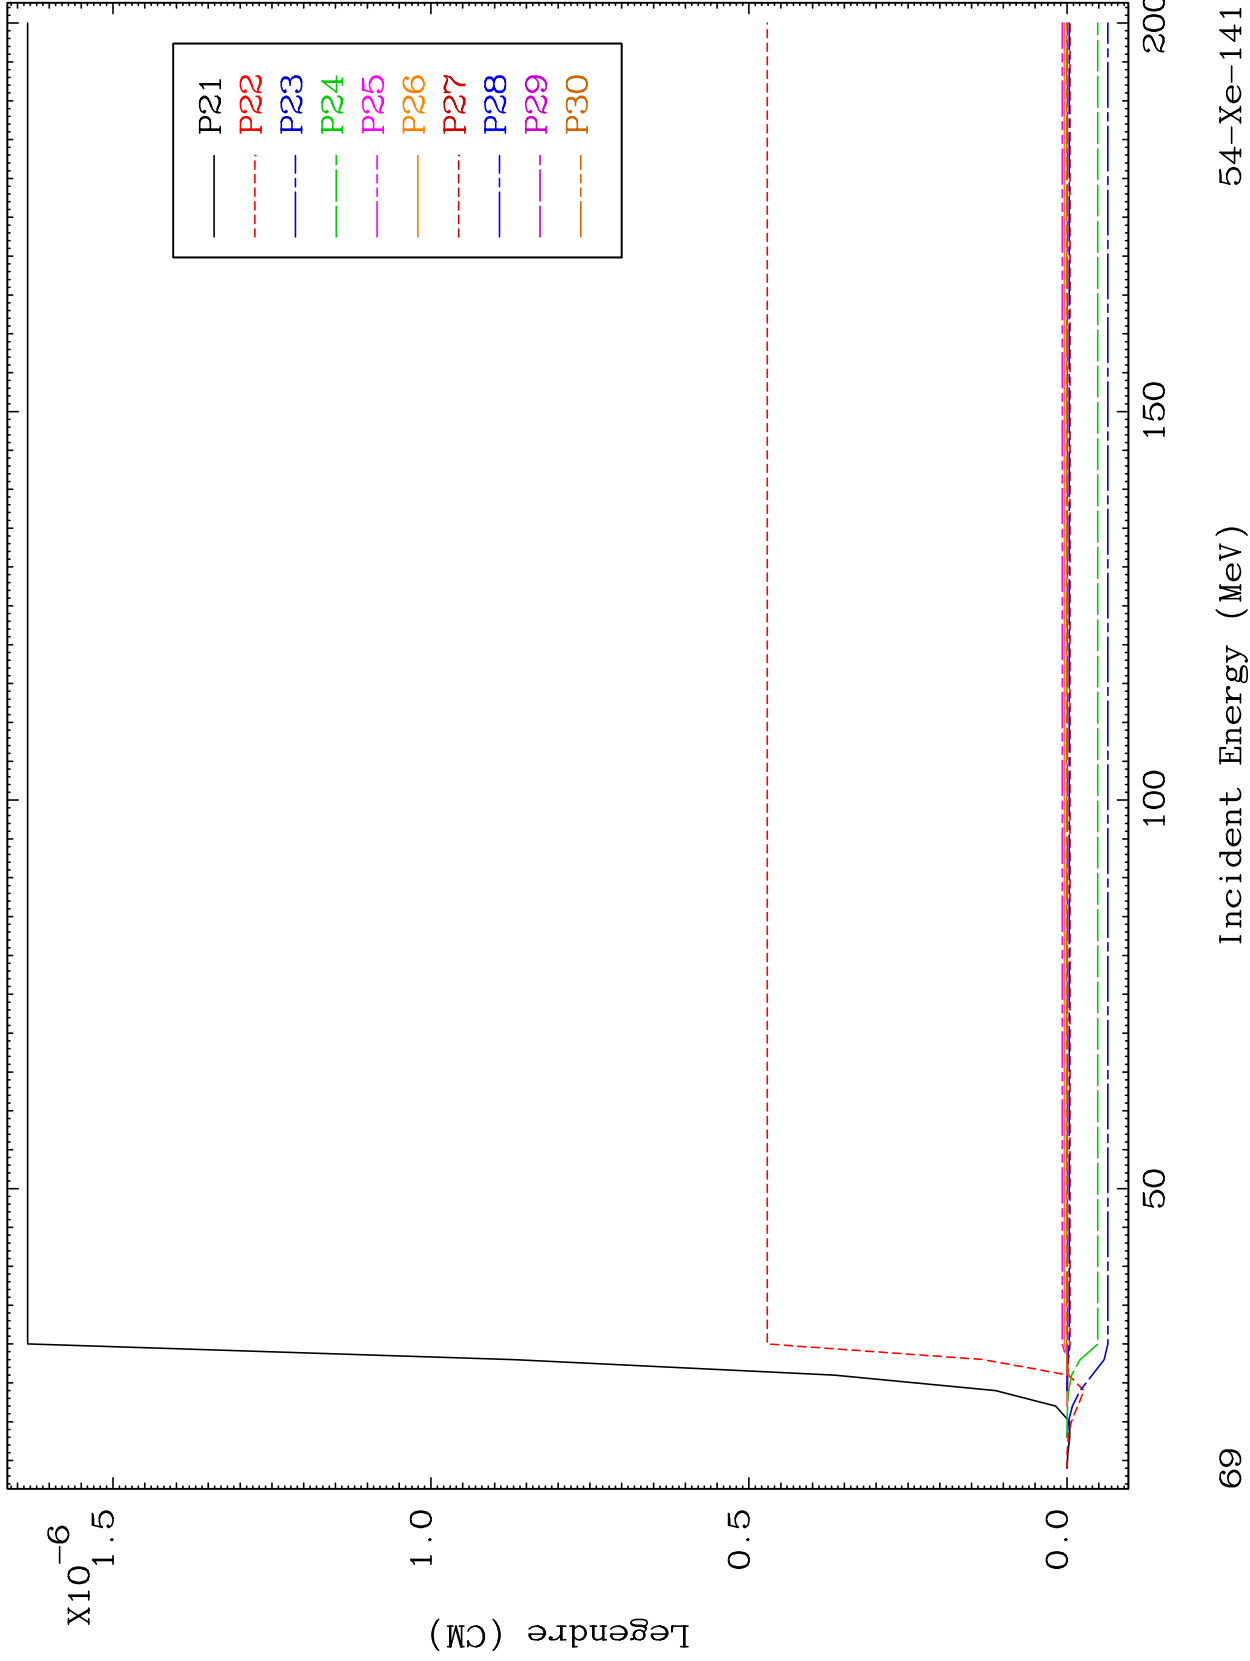 X10-6
1.5
1.0
0.5
0.0
Legendre (CM)
P21
P22
P23
P24
P25
P26
P27
P28
P29
P30
50
100
150
200
69
Incident Energy (MeV)
54-Xe-141